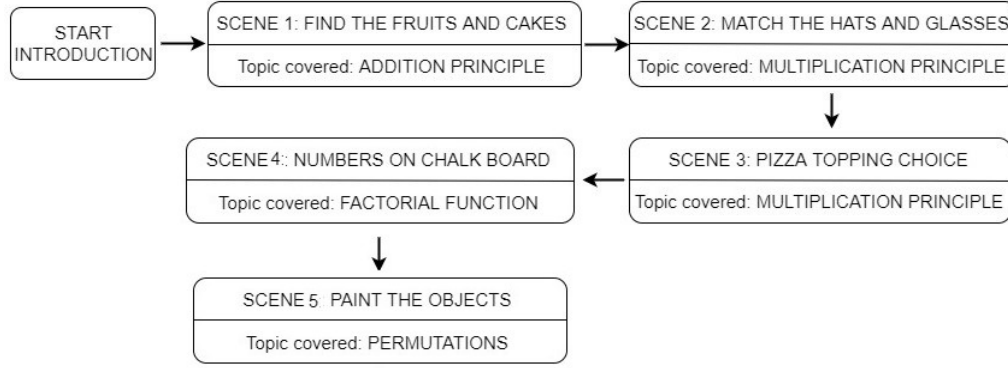 START
INTRODUCTION
SCENE 1: FIND THE FRUITS AND CAKES
Topic covered: ADDITION PRINCIPLE
SCENE 2: MATCH THE HATS AND GLASSES
Topic covered: MULTIPLICATION PRINCIPLE
SCENE 3: PIZZA TOPPING CHOICE
Topic covered: MULTIPLICATION PRINCIPLE
SCENE 4:: NUMBERS ON CHALK BOARD
Topic covered: FACTORIAL FUNCTION
SCENE 5: PAINT THE OBJECTS
Topic covered: PERMUTATIONS